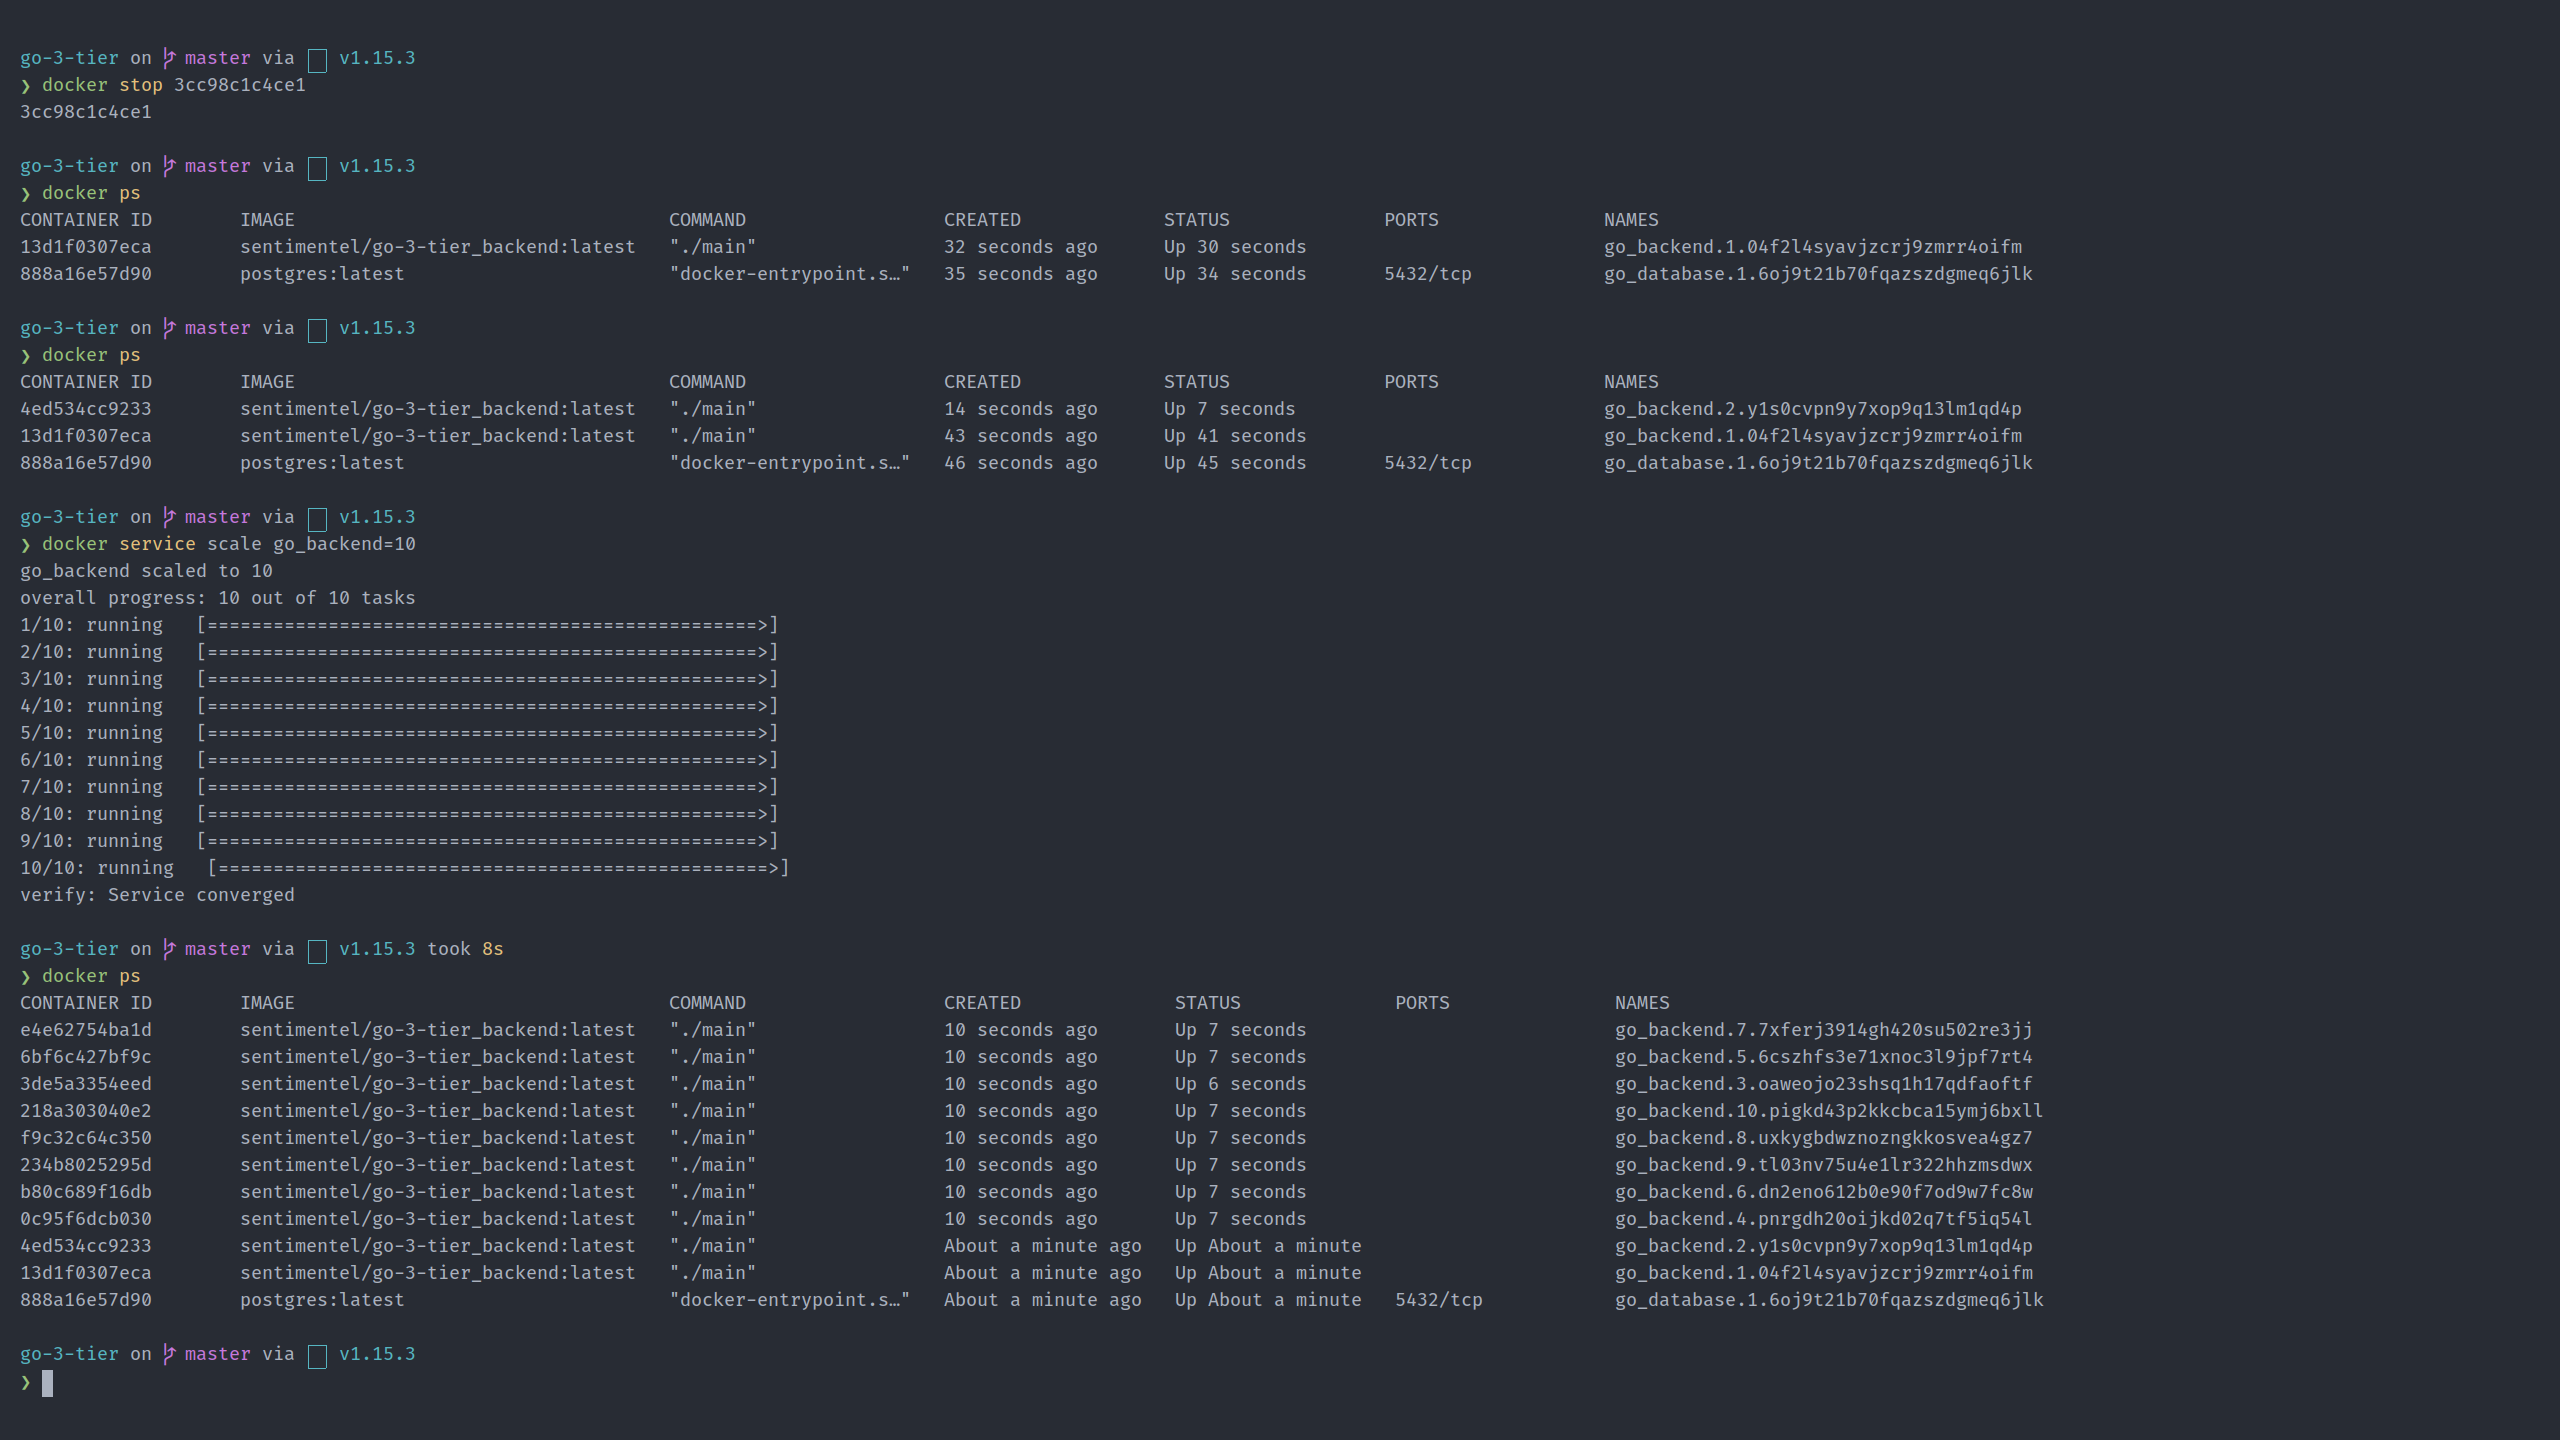 go-3-tier on master via v1.15.3
❯ docker stop 3cc98c1c4ce1
3cc98c1c4ce1
go-3-tier on master via v1.15.3
❯ docker ps
CONTAINER ID IMAGE COMMAND CREATED STATUS PORTS NAMES
13d1f0307eca sentimentel/go-3-tier_backend:latest "./main" 32 seconds ago Up 30 seconds go_backend.1.04f2l4syavjzcrj9zmrr4oifm
888a16e57d90 postgres:latest "docker-entrypoint.s…" 35 seconds ago Up 34 seconds 5432/tcp go_database.1.6oj9t21b70fqazszdgmeq6jlk
go-3-tier on master via v1.15.3
❯ docker ps
CONTAINER ID IMAGE COMMAND CREATED STATUS PORTS NAMES
4ed534cc9233 sentimentel/go-3-tier_backend:latest "./main" 14 seconds ago Up 7 seconds go_backend.2.y1s0cvpn9y7xop9q13lm1qd4p
13d1f0307eca sentimentel/go-3-tier_backend:latest "./main" 43 seconds ago Up 41 seconds go_backend.1.04f2l4syavjzcrj9zmrr4oifm
888a16e57d90 postgres:latest "docker-entrypoint.s…" 46 seconds ago Up 45 seconds 5432/tcp go_database.1.6oj9t21b70fqazszdgmeq6jlk
go-3-tier on master via v1.15.3
❯ docker service scale go_backend=10
go_backend scaled to 10
overall progress: 10 out of 10 tasks
1/10: running [==================================================>]
2/10: running [==================================================>]
3/10: running [==================================================>]
4/10: running [==================================================>]
5/10: running [==================================================>]
6/10: running [==================================================>]
7/10: running [==================================================>]
8/10: running [==================================================>]
9/10: running [==================================================>]
10/10: running [==================================================>]
verify: Service converged
go-3-tier on master via v1.15.3 took 8s
❯ docker ps
CONTAINER ID IMAGE COMMAND CREATED STATUS PORTS NAMES
e4e62754ba1d sentimentel/go-3-tier_backend:latest "./main" 10 seconds ago Up 7 seconds go_backend.7.7xferj3914gh420su502re3jj
6bf6c427bf9c sentimentel/go-3-tier_backend:latest "./main" 10 seconds ago Up 7 seconds go_backend.5.6cszhfs3e71xnoc3l9jpf7rt4
3de5a3354eed sentimentel/go-3-tier_backend:latest "./main" 10 seconds ago Up 6 seconds go_backend.3.oaweojo23shsq1h17qdfaoftf
218a303040e2 sentimentel/go-3-tier_backend:latest "./main" 10 seconds ago Up 7 seconds go_backend.10.pigkd43p2kkcbca15ymj6bxll
f9c32c64c350 sentimentel/go-3-tier_backend:latest "./main" 10 seconds ago Up 7 seconds go_backend.8.uxkygbdwznozngkkosvea4gz7
234b8025295d sentimentel/go-3-tier_backend:latest "./main" 10 seconds ago Up 7 seconds go_backend.9.tl03nv75u4e1lr322hhzmsdwx
b80c689f16db sentimentel/go-3-tier_backend:latest "./main" 10 seconds ago Up 7 seconds go_backend.6.dn2eno612b0e90f7od9w7fc8w
0c95f6dcb030 sentimentel/go-3-tier_backend:latest "./main" 10 seconds ago Up 7 seconds go_backend.4.pnrgdh20oijkd02q7tf5iq54l
4ed534cc9233 sentimentel/go-3-tier_backend:latest "./main" About a minute ago Up About a minute go_backend.2.y1s0cvpn9y7xop9q13lm1qd4p
13d1f0307eca sentimentel/go-3-tier_backend:latest "./main" About a minute ago Up About a minute go_backend.1.04f2l4syavjzcrj9zmrr4oifm
888a16e57d90 postgres:latest "docker-entrypoint.s…" About a minute ago Up About a minute 5432/tcp go_database.1.6oj9t21b70fqazszdgmeq6jlk
go-3-tier on master via v1.15.3
❯